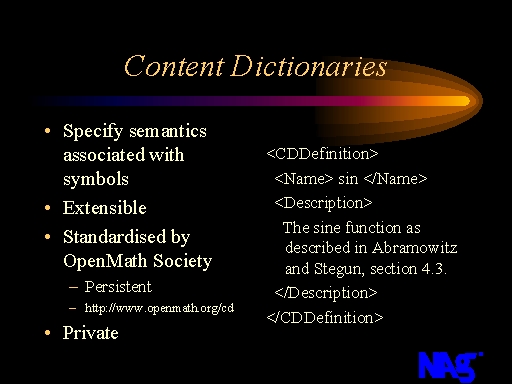 Content Dictionaries
• Specify semantics
associated with
symbols
• Extensible
• Standardised by
OpenMath Society
– Persistent
– http://www.openmath.org/cd
• Private
<CDDefinition>
<Name> sin </Name>
<Description>
The sine function as
described in Abramowitz
and Stegun, section 4.3.
</Description>
</CDDefinition>
NAG